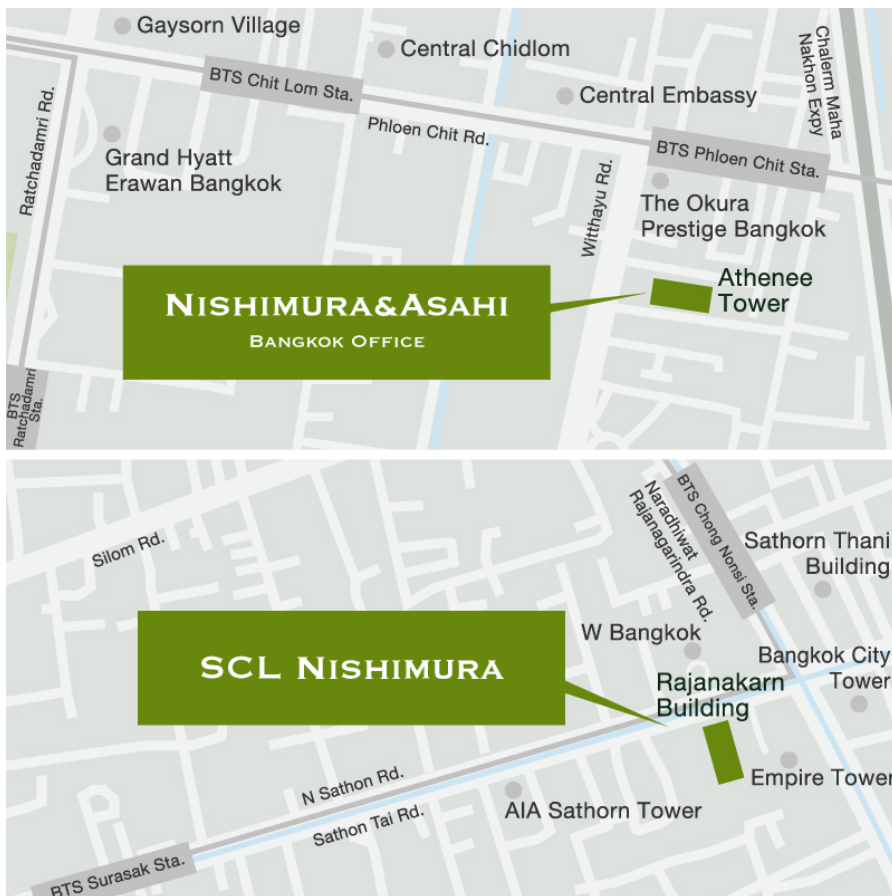 Gaysorn Village
Central Chidlom
BTS Chit Lom Sta.
Central Embassy
Chalerm Maha
Nakhon Expy
Phloen Chit Rd.
BTS Phloen Chit Sta.
Ratchadamri Rd.
Grand Hyatt
Erawan Bangkok
Witthayu Rd.
The Okura
Prestige Bangkok
Athenee
Tower
NISHIMURA&ASAHI
BANGKOK OFFICE
BTS
Ratchadamri
Sta.
Silom Rd.
Naradhiwat
Rajanagarindra Rd.
BTS Chong Nonsi Sta.
Sathorn Thani
Building
W Bangkok
Bangkok City
Tower
SCL NISHIMURA
Rajanakarn
Building
Empire Tower
N Sathon Rd.
Sathon Tai Rd.
AIA Sathorn Tower
BTS Surasak Sta.